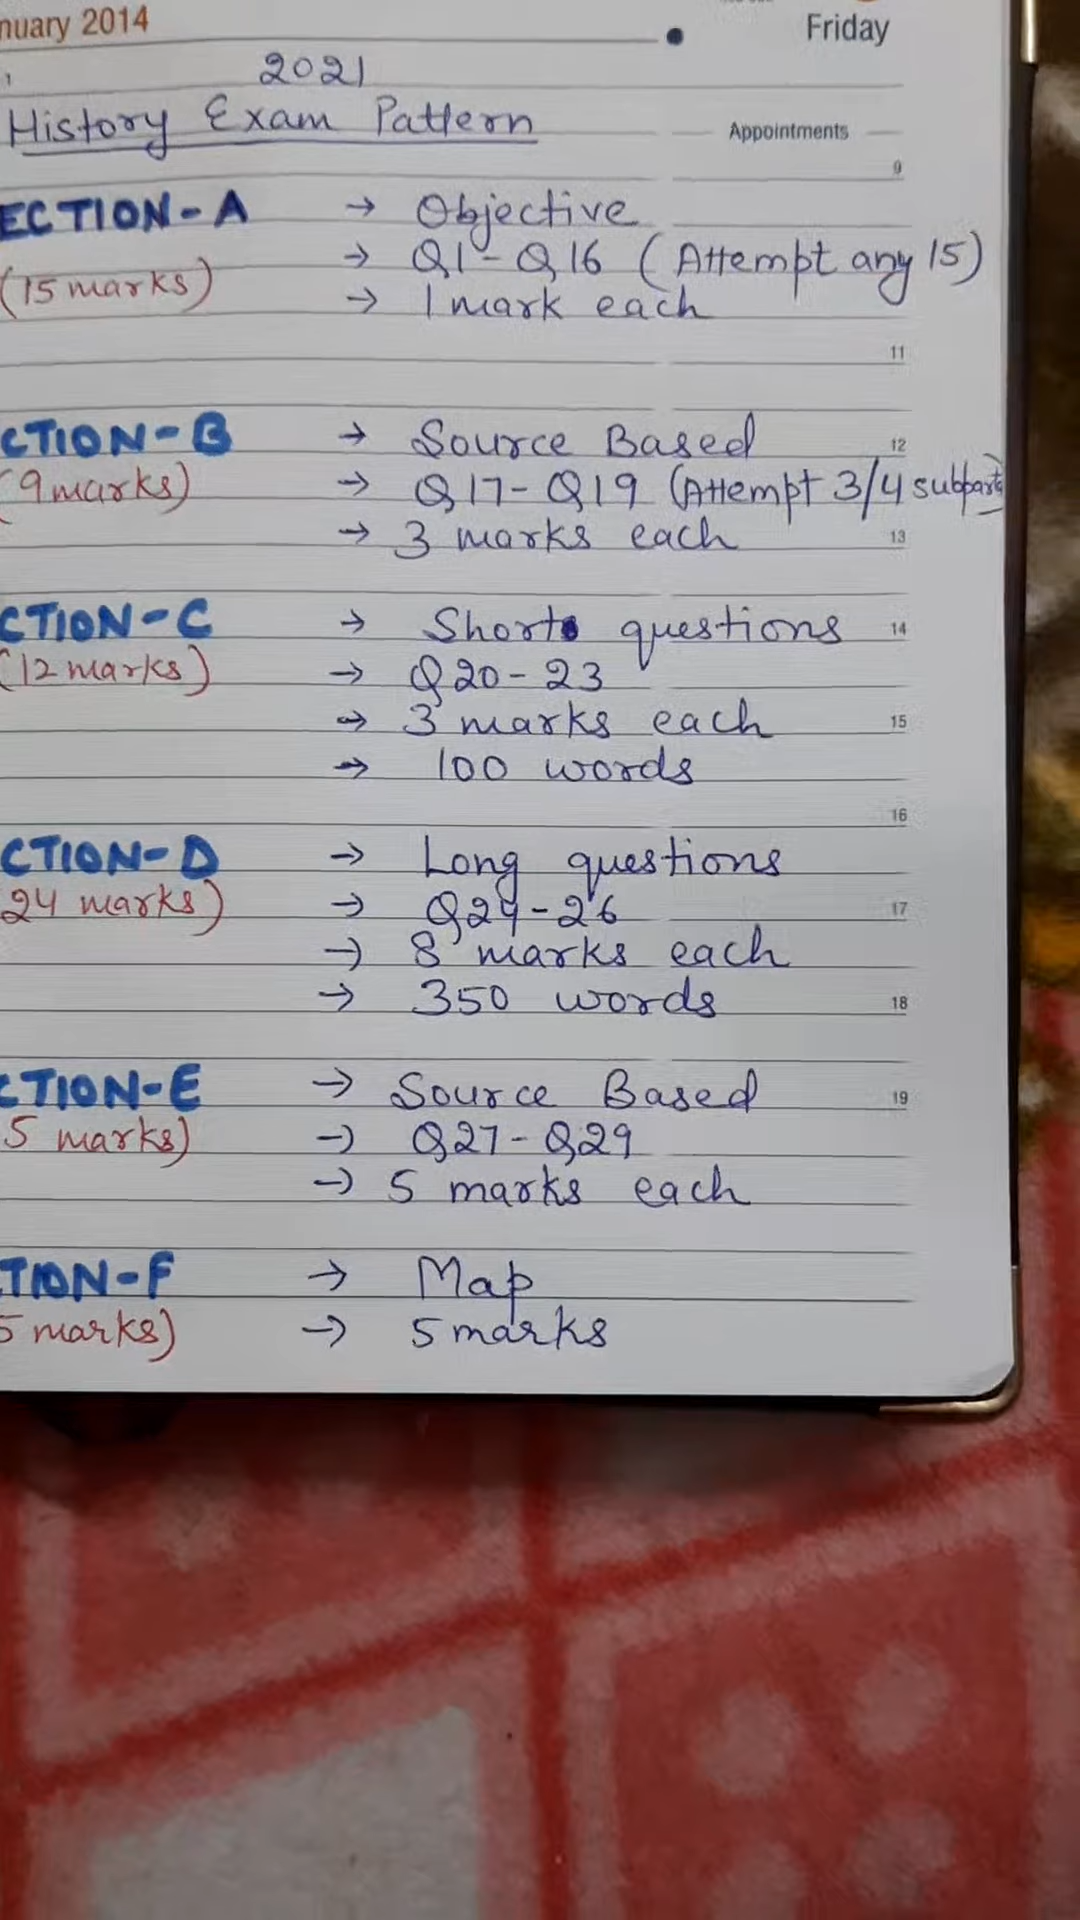 nuary 2014
Friday
2021
History Exam Pattern
Appointments
9
ECTION-A → Objective
→ Q1-Q16 (Attempt any 15)
(15 marks)
→ 1 mark each
11
CTION-B → Source Based
12
(9 marks) → Q17-Q19 (Attempt 3/4 subparts)
→ 3 marks each
13
CTION-C → Short questions
14
(12 marks) → Q20-23
→ 3 marks each
15
→ 100 words
16
CTION-D → Long questions
24 marks) → Q24-26
17
→ 8 marks each
→ 350 words
18
CTION-E → Source Based
19
5 marks) → Q27-Q29
→ 5 marks each
TION-F → Map
5 marks) → 5 marks